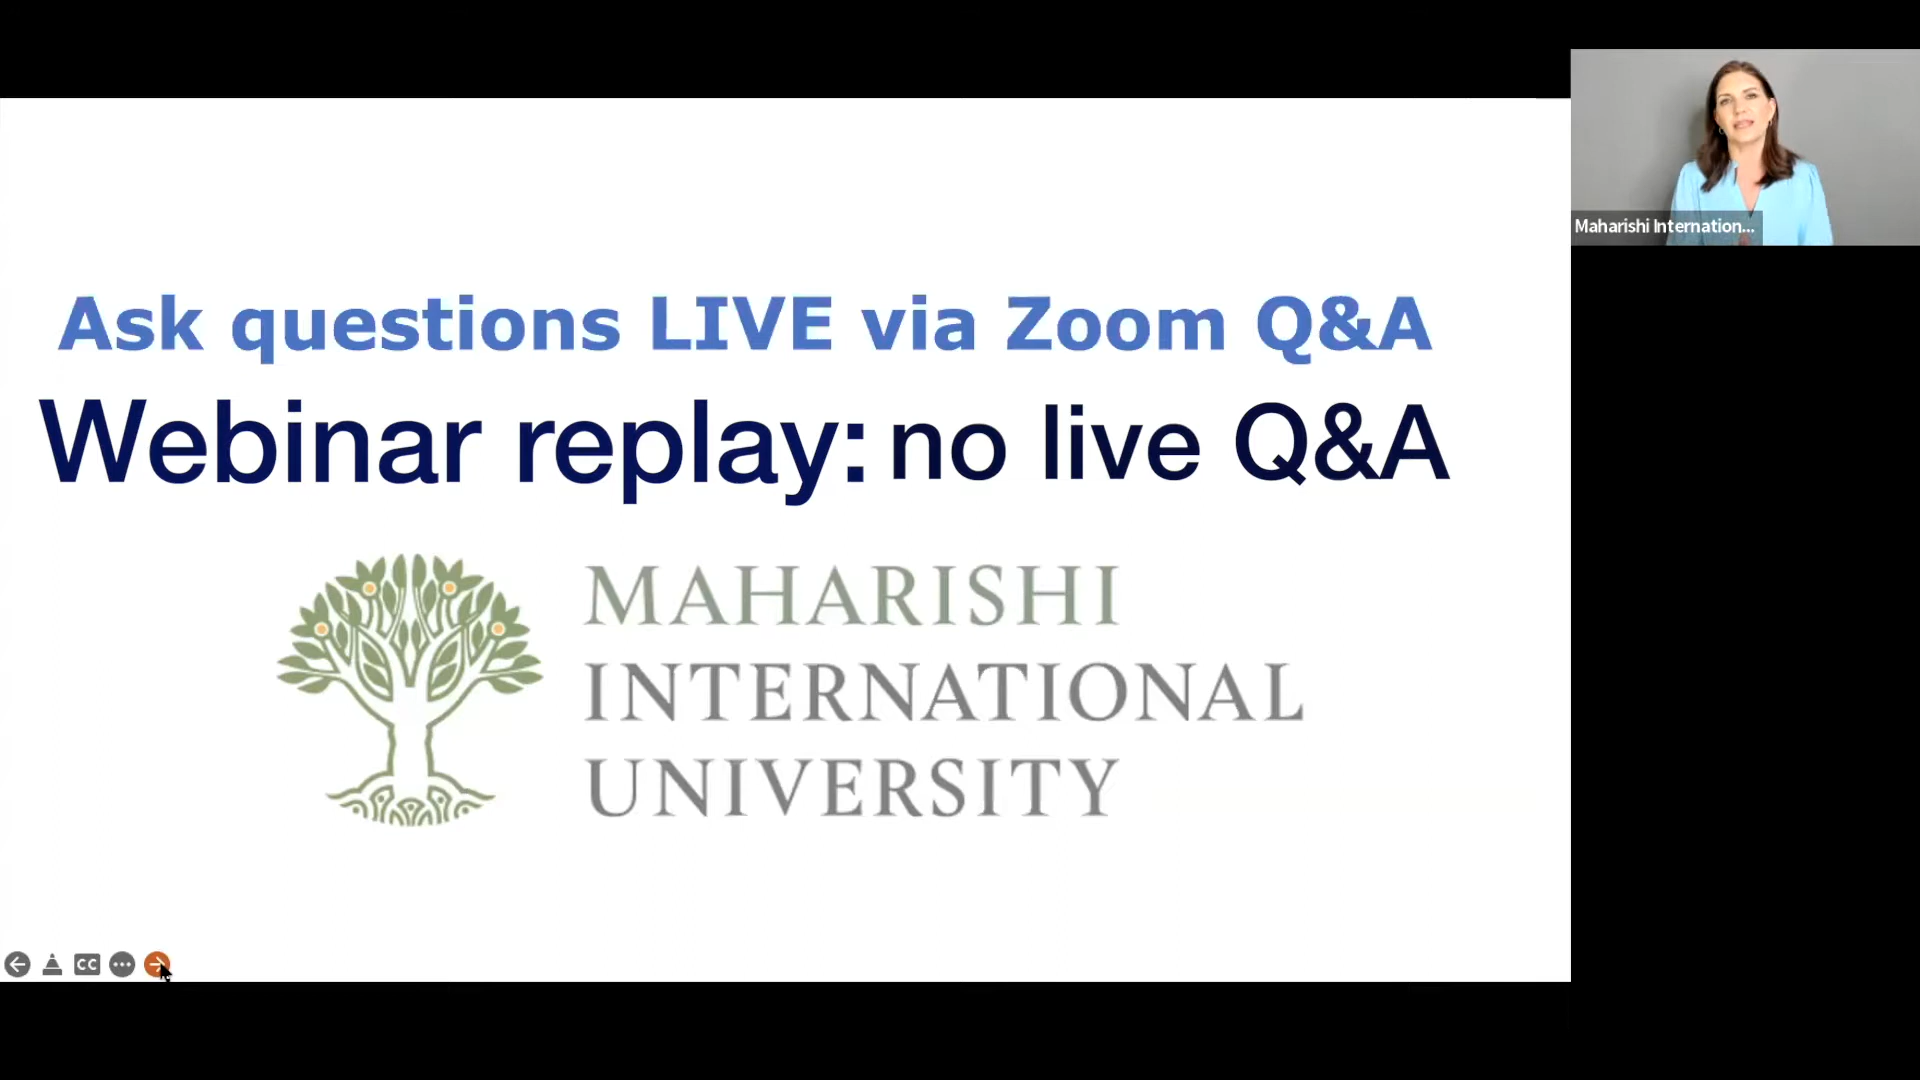 Ask questions LIVE via Zoom Q&A
Webinar replay: no live Q&A
MAHARISHI
INTERNATIONAL
UNIVERSITY
Maharishi Internation...
CC